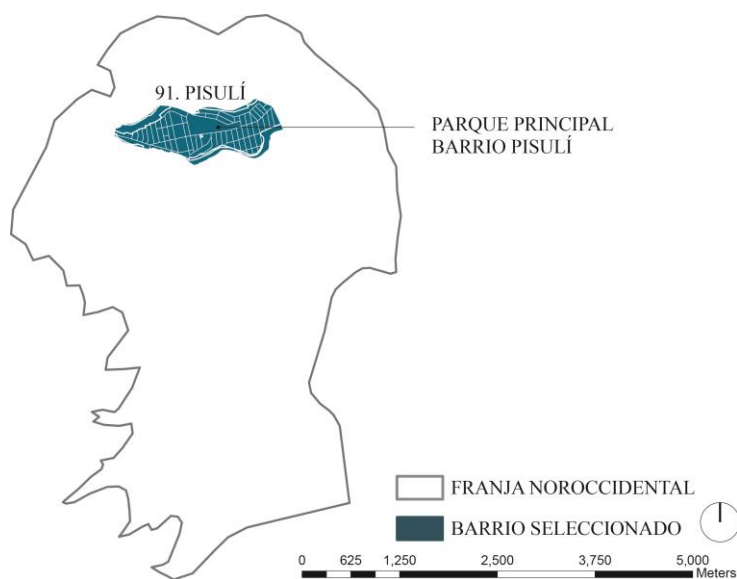 91. PISULÍ
PARQUE PRINCIPAL
BARRIO PISULÍ
FRANJA NOROCCIDENTAL
BARRIO SELECCIONADO
0 625 1,250 2,500 3,750 5,000
Meters